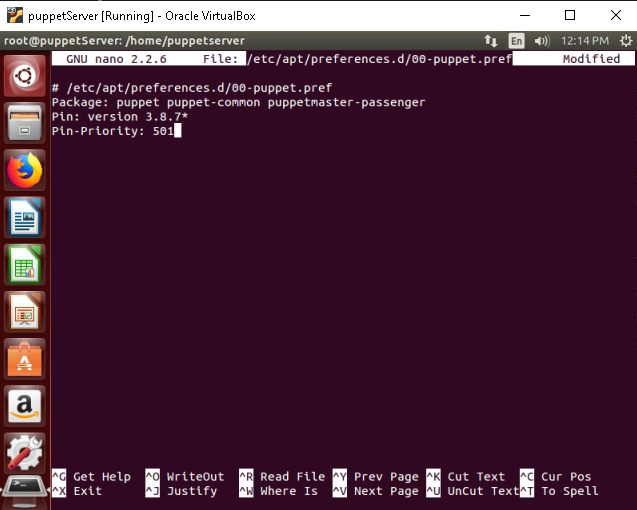 puppetServer [Running] - Oracle VirtualBox
root@puppetServer: /home/puppetserver En 12:14 PM
GNU nano 2.2.6 File: /etc/apt/preferences.d/00-puppet.pref Modified
# /etc/apt/preferences.d/00-puppet.pref
Package: puppet puppet-common puppetmaster-passenger
Pin: version 3.8.7*
Pin-Priority: 501
^G Get Help ^O WriteOut ^R Read File ^Y Prev Page ^K Cut Text ^C Cur Pos
^X Exit ^J Justify ^W Where Is ^V Next Page ^U UnCut Text ^T To Spell